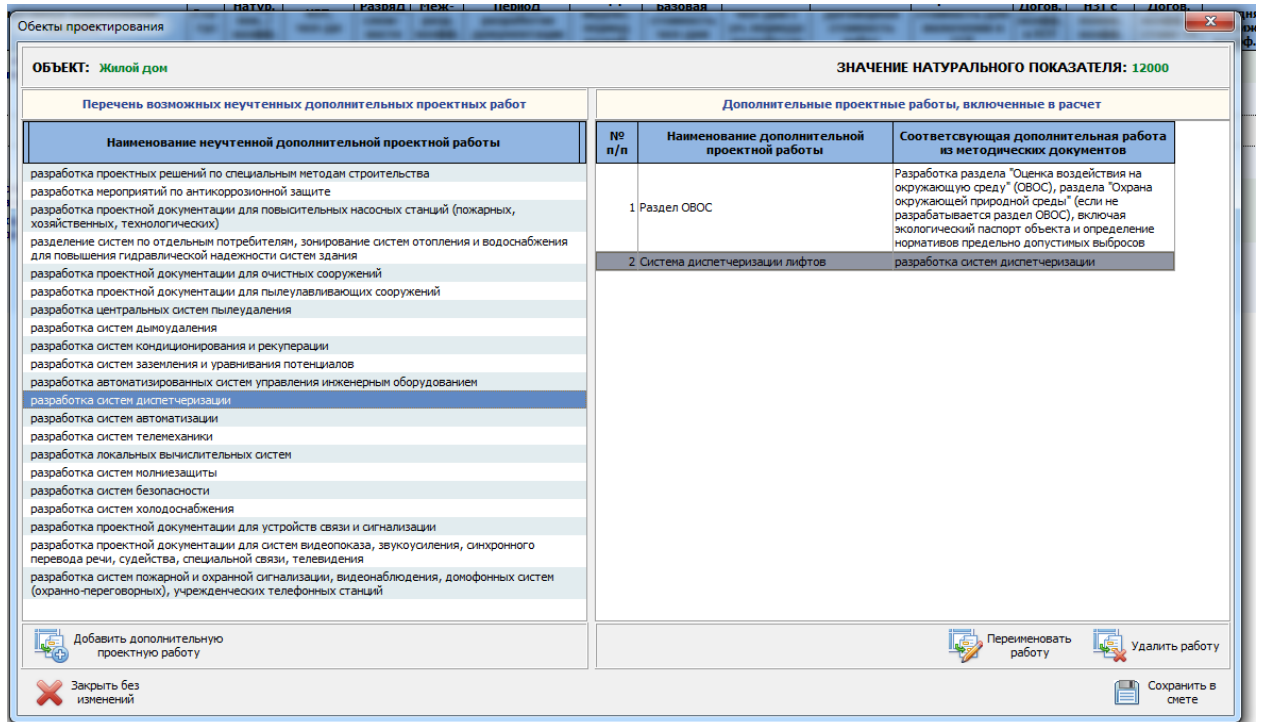 Натур.
Разряд
Меж-
Период
Базовая
Догов.
НЗТ с
Догов.
Обекты проектирования
ОБЪЕКТ: Жилой дом
ЗНАЧЕНИЕ НАТУРАЛЬНОГО ПОКАЗАТЕЛЯ: 12000
Перечень возможных неучтенных дополнительных проектных работ
Наименование неучтенной дополнительной проектной работы
разработка проектных решений по специальным методам строительства
разработка мероприятий по антикоррозионной защите
разработка проектной документации для повысительных насосных станций (пожарных,
хозяйственных, технологических)
разделение систем по отдельным потребителям, зонирование систем отопления и водоснабжения
для повышения гидравлической надежности систем здания
разработка проектной документации для очистных сооружений
разработка проектной документации для пылеулавливающих сооружений
разработка центральных систем пылеудаления
разработка систем дымоудаления
разработка систем кондиционирования и рекуперации
разработка систем заземления и уравнивания потенциалов
разработка автоматизированных систем управления инженерным оборудованием
разработка систем диспетчеризации
разработка систем автоматизации
разработка систем телемеханики
разработка локальных вычислительных систем
разработка систем молниезащиты
разработка систем безопасности
разработка систем холодоснабжения
разработка проектной документации для устройств связи и сигнализации
разработка проектной документации для систем видеопоказа, звукоусиления, синхронного
перевода речи, судейства, специальной связи, телевидения
разработка систем пожарной и охранной сигнализации, видеонаблюдения, домофонных систем
(охранно-переговорных), учрежденческих телефонных станций
Дополнительные проектные работы, включенные в расчет
№
п/п
Наименование дополнительной
проектной работы
Соответсвующая дополнительная работа
из методических документов
1 Раздел ОВОС
Разработка раздела "Оценка воздействия на
окружающую среду" (ОВОС), раздела "Охрана
окружающей природной среды" (если не
разрабатывается раздел ОВОС), включая
экологический паспорт объекта и определение
нормативов предельно допустимых выбросов
2 Система диспетчеризации лифтов
разработка систем диспетчеризации
Добавить дополнительную
проектную работу
Переименовать
работу
Удалить работу
Закрыть без
изменений
Сохранить в
смете